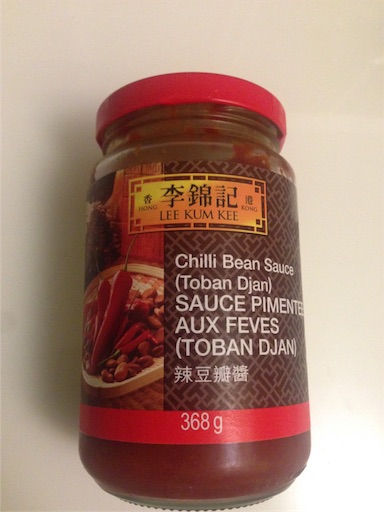 香 李錦記 港
HONG LEE KUM KEE KONG
Chilli Bean Sauce
(Toban Djan)
SAUCE PIMENTEE
AUX FEVES
(TOBAN DJAN)
辣豆瓣醬
368 g